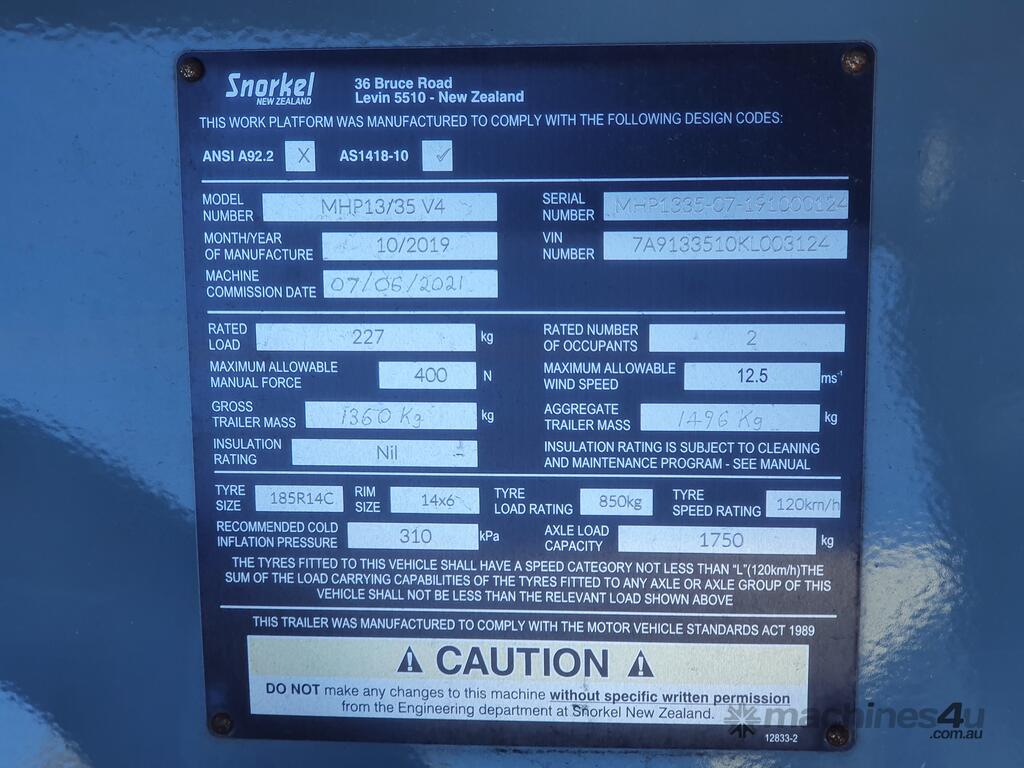 Snorkel
NEW ZEALAND
36 Bruce Road
Levin 5510 - New Zealand
THIS WORK PLATFORM WAS MANUFACTURED TO COMPLY WITH THE FOLLOWING DESIGN CODES:
ANSI A92.2 X AS1418-10 ✓
MODEL NUMBER MHP13/35 V4
SERIAL NUMBER MHP1335-07-191000124
MONTH/YEAR OF MANUFACTURE 10/2019
VIN NUMBER 7A9133510KL003124
MACHINE COMMISSION DATE 07/06/2021
RATED LOAD 227 kg
RATED NUMBER OF OCCUPANTS 2
MAXIMUM ALLOWABLE MANUAL FORCE 400 N
MAXIMUM ALLOWABLE WIND SPEED 12.5 ms⁻¹
GROSS TRAILER MASS 1360 Kg kg
AGGREGATE TRAILER MASS 1496 Kg kg
INSULATION RATING Nil
INSULATION RATING IS SUBJECT TO CLEANING
AND MAINTENANCE PROGRAM - SEE MANUAL
TYRE SIZE 185R14C RIM SIZE 14x6 TYRE LOAD RATING 850kg TYRE SPEED RATING 120km/h
RECOMMENDED COLD INFLATION PRESSURE 310 kPa
AXLE LOAD CAPACITY 1750 kg
THE TYRES FITTED TO THIS VEHICLE SHALL HAVE A SPEED CATEGORY NOT LESS THAN "L"(120km/h)THE
SUM OF THE LOAD CARRYING CAPABILITIES OF THE TYRES FITTED TO ANY AXLE OR AXLE GROUP OF THIS
VEHICLE SHALL NOT BE LESS THAN THE RELEVANT LOAD SHOWN ABOVE
THIS TRAILER WAS MANUFACTURED TO COMPLY WITH THE MOTOR VEHICLE STANDARDS ACT 1989
CAUTION
DO NOT make any changes to this machine without specific written permission
from the Engineering department at Snorkel New Zealand.
12833-2
machines4u
.com.au